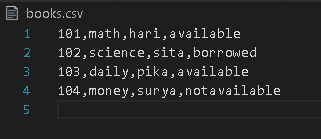 books.csv
1 101,math,hari,available
2 102,science,sita,borrowed
3 103,daily,pika,available
4 104,money,surya,notavailable
5